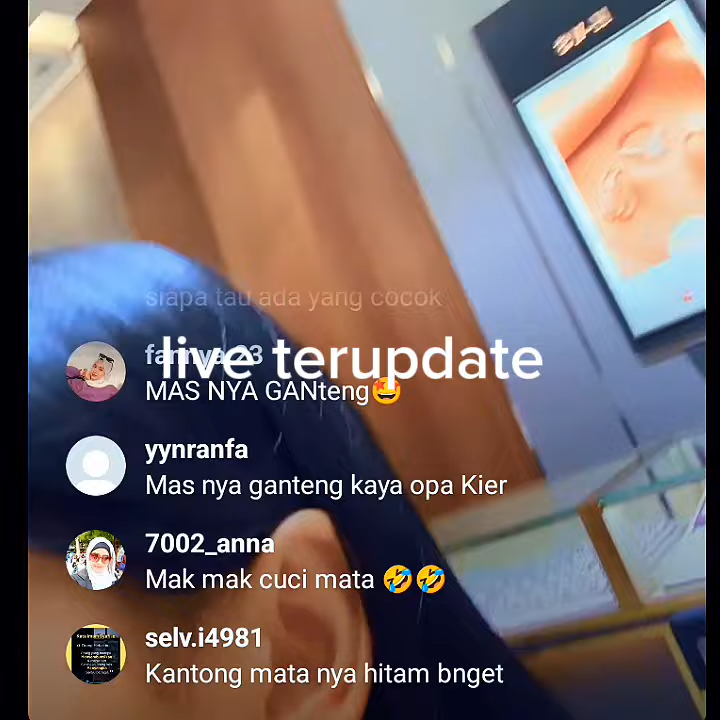 siapa tau ada yang cocok
live terupdate
MAS NYA GANteng🤩
yynranfa
Mas nya ganteng kaya opa Kier
7002_anna
Mak mak cuci mata 🤣🤣
selv.i4981
Kantong mata nya hitam bnget